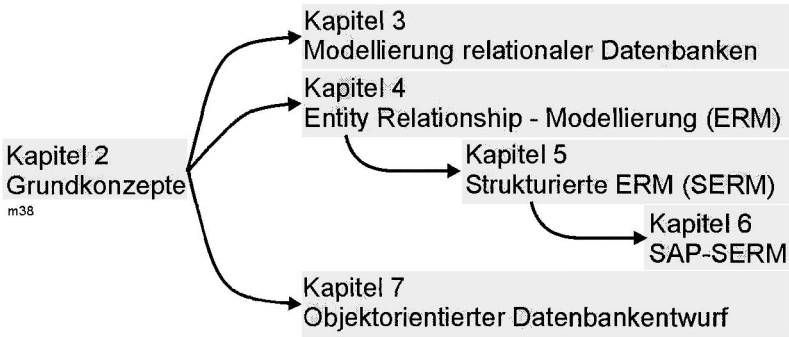 Kapitel 3
Modellierung relationaler Datenbanken
Kapitel 4
Entity Relationship - Modellierung (ERM)
Kapitel 2
Grundkonzepte
m38
Kapitel 5
Strukturierte ERM (SERM)
Kapitel 6
SAP-SERM
Kapitel 7
Objektorientierter Datenbankentwurf